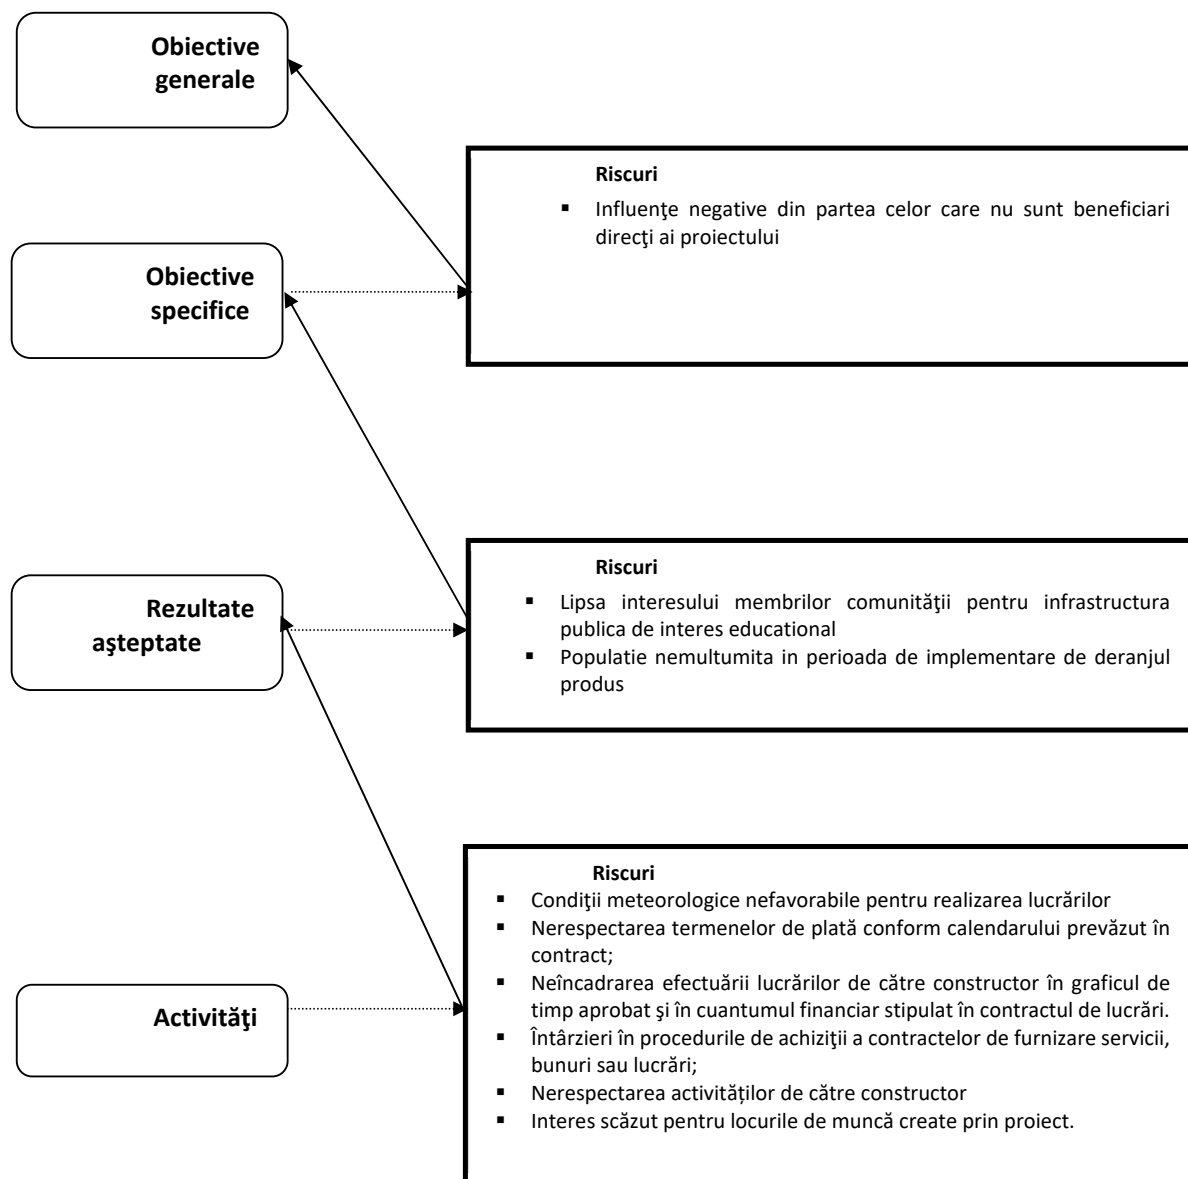 Obiective
generale
Riscuri
▪ Influenţe negative din partea celor care nu sunt beneficiari
direcţi ai proiectului
Obiective
specifice
Riscuri
▪ Lipsa interesului membrilor comunităţii pentru infrastructura
publica de interes educational
▪ Populatie nemultumita in perioada de implementare de deranjul
produs
Rezultate
aşteptate
Riscuri
▪ Condiţii meteorologice nefavorabile pentru realizarea lucrărilor
▪ Nerespectarea termenelor de plată conform calendarului prevăzut în
contract;
▪ Neîncadrarea efectuării lucrărilor de către constructor în graficul de
timp aprobat şi în cuantumul financiar stipulat în contractul de lucrări.
▪ Întârzieri în procedurile de achiziţii a contractelor de furnizare servicii,
bunuri sau lucrări;
▪ Nerespectarea activităților de către constructor
▪ Interes scăzut pentru locurile de muncă create prin proiect.
Activităţi